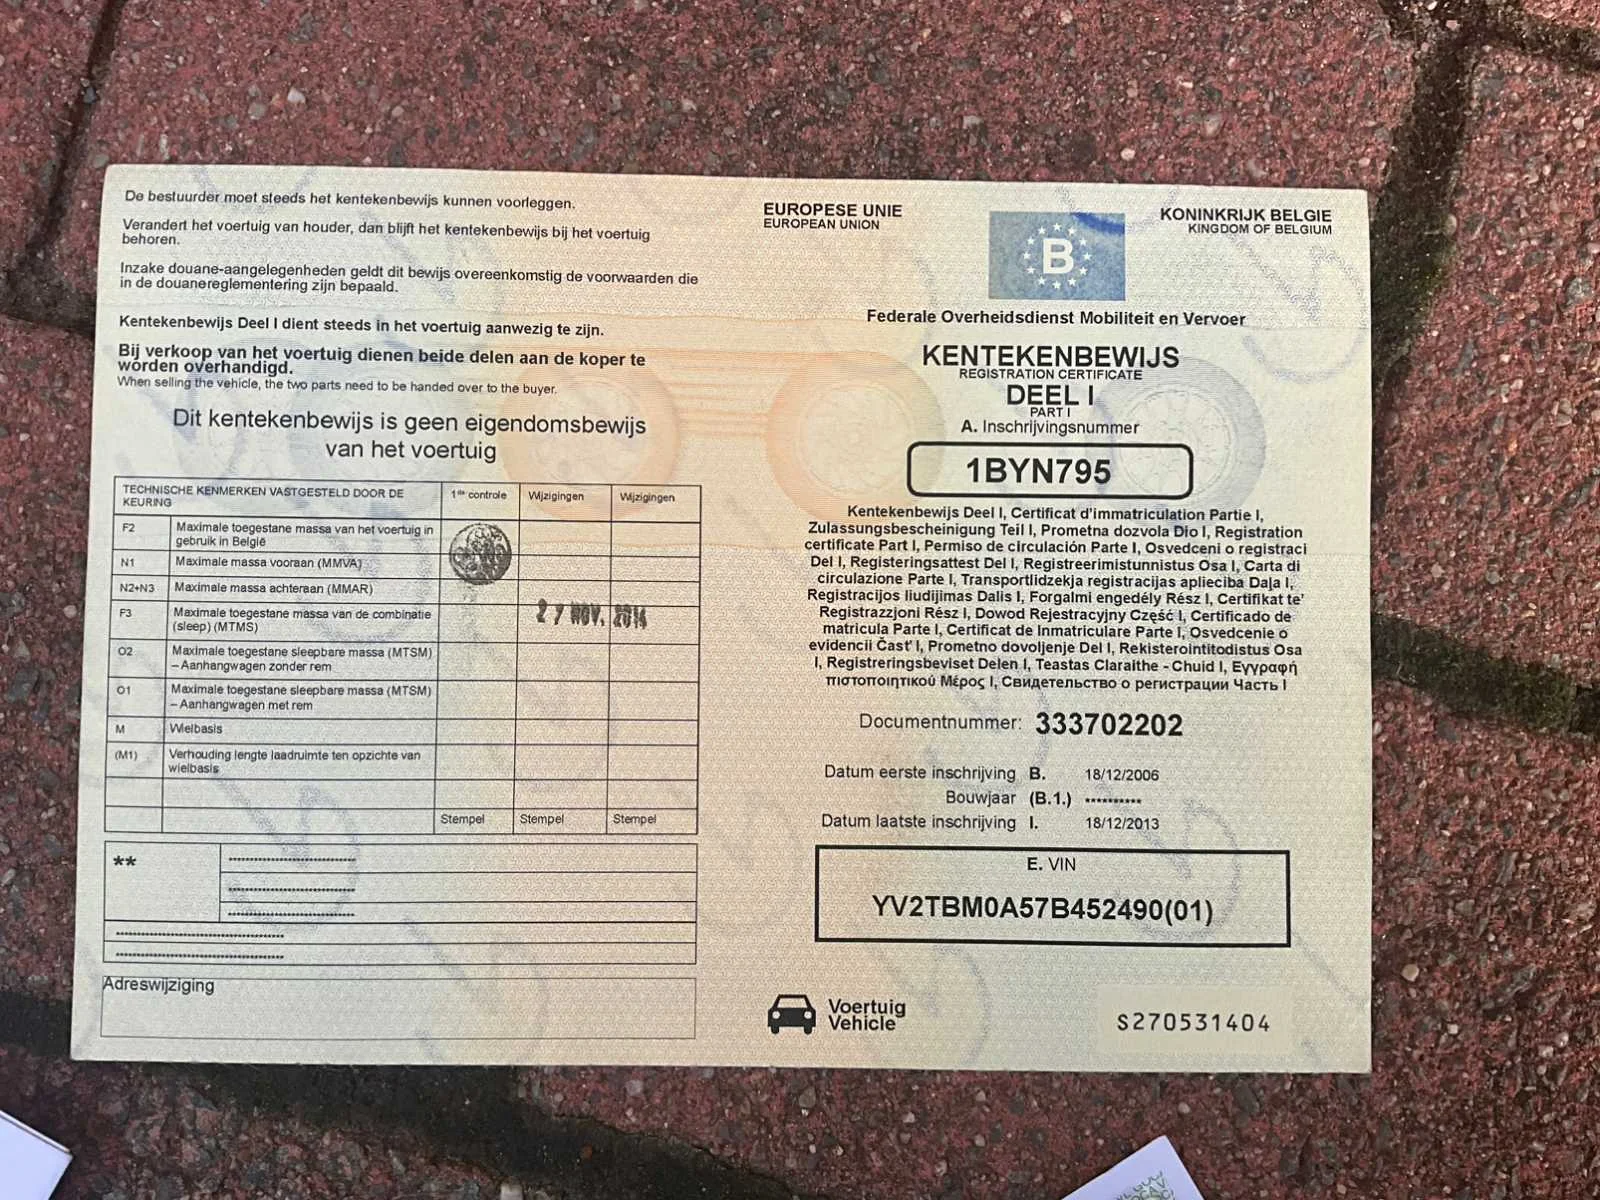 De bestuurder moet steeds het kentekenbewijs kunnen voorleggen.
Verandert het voertuig van houder, dan blijft het kentekenbewijs bij het voertuig
behoren.
Inzake douane-aangelegenheden geldt dit bewijs overeenkomstig de voorwaarden die
in de douanereglementering zijn bepaald.
Kentekenbewijs Deel I dient steeds in het voertuig aanwezig te zijn.
Bij verkoop van het voertuig dienen beide delen aan de koper te
worden overhandigd.
When selling the vehicle, the two parts need to be handed over to the buyer.
Dit kentekenbewijs is geen eigendomsbewijs
van het voertuig
TECHNISCHE KENMERKEN VASTGESTELD DOOR DE
KEURING
1ste controle
Wijzigingen
Wijzigingen
F2 Maximale toegestane massa van het voertuig in
gebruik in België
N1 Maximale massa vooraan (MMVA)
N2+N3 Maximale massa achteraan (MMAR)
F3 Maximale toegestane massa van de combinatie
(sleep) (MTMS)
27 NOV. 2014
O2 Maximale toegestane sleepbare massa (MTSM)
– Aanhangwagen zonder rem
O1 Maximale toegestane sleepbare massa (MTSM)
– Aanhangwagen met rem
M Wielbasis
(M1) Verhouding lengte laadruimte ten opzichte van
wielbasis
Stempel Stempel Stempel
**
Adreswijziging
EUROPESE UNIE
EUROPEAN UNION
B
KONINKRIJK BELGIE
KINGDOM OF BELGIUM
Federale Overheidsdienst Mobiliteit en Vervoer
KENTEKENBEWIJS
REGISTRATION CERTIFICATE
DEEL I
PART I
A. Inschrijvingsnummer
1BYN795
Kentekenbewijs Deel I, Certificat d'immatriculation Partie I,
Zulassungsbescheinigung Teil I, Prometna dozvola Dio I, Registration
certificate Part I, Permiso de circulación Parte I, Osvedceni o registraci
Del I, Registeringsattest Del I, Registreerimistunnistus Osa I, Carta di
circulazione Parte I, Transportlidzekja registracijas aplieciba Daļa I,
Registracijos liudijimas Dalis I, Forgalmi engedély Rész I, Certifikat te'
Registrazzjoni Rész I, Dowod Rejestracyjny Część I, Certificado de
matricula Parte I, Certificat de Inmatriculare Parte I, Osvedcenie o
evidencii Časť I, Prometno dovoljenje Del I, Rekisterointitodistus Osa
I, Registreringsbeviset Delen I, Teastas Claraithe - Chuid I, Εγγραφή
πιστοποιητικού Μέρος I, Свидетельство о регистрации Часть I
Documentnummer: 333702202
Datum eerste inschrijving B. 18/12/2006
Bouwjaar (B.1.) **********
Datum laatste inschrijving I. 18/12/2013
E. VIN
YV2TBM0A57B452490(01)
Voertuig
Vehicle
S270531404